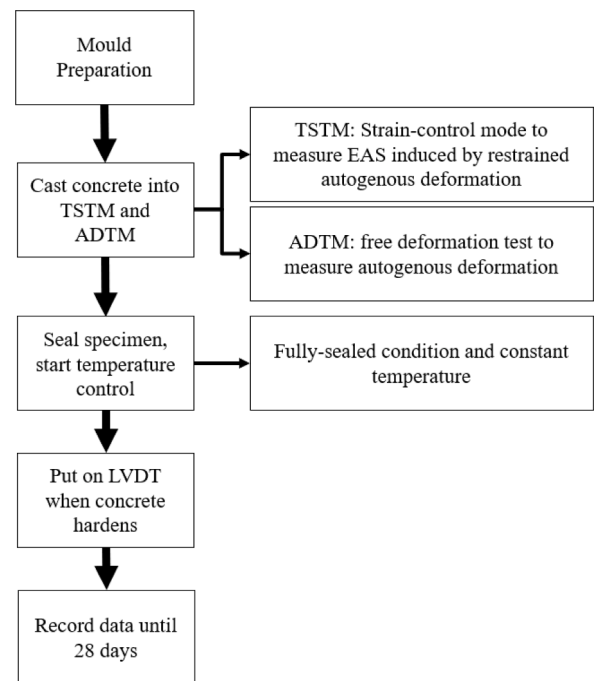 Mould
Preparation
Cast concrete into
TSTM and
ADTM
TSTM: Strain-control mode to
measure EAS induced by restrained
autogenous deformation
ADTM: free deformation test to
measure autogenous deformation
Seal specimen,
start temperature
control
Fully-sealed condition and constant
temperature
Put on LVDT
when concrete
hardens
Record data until
28 days